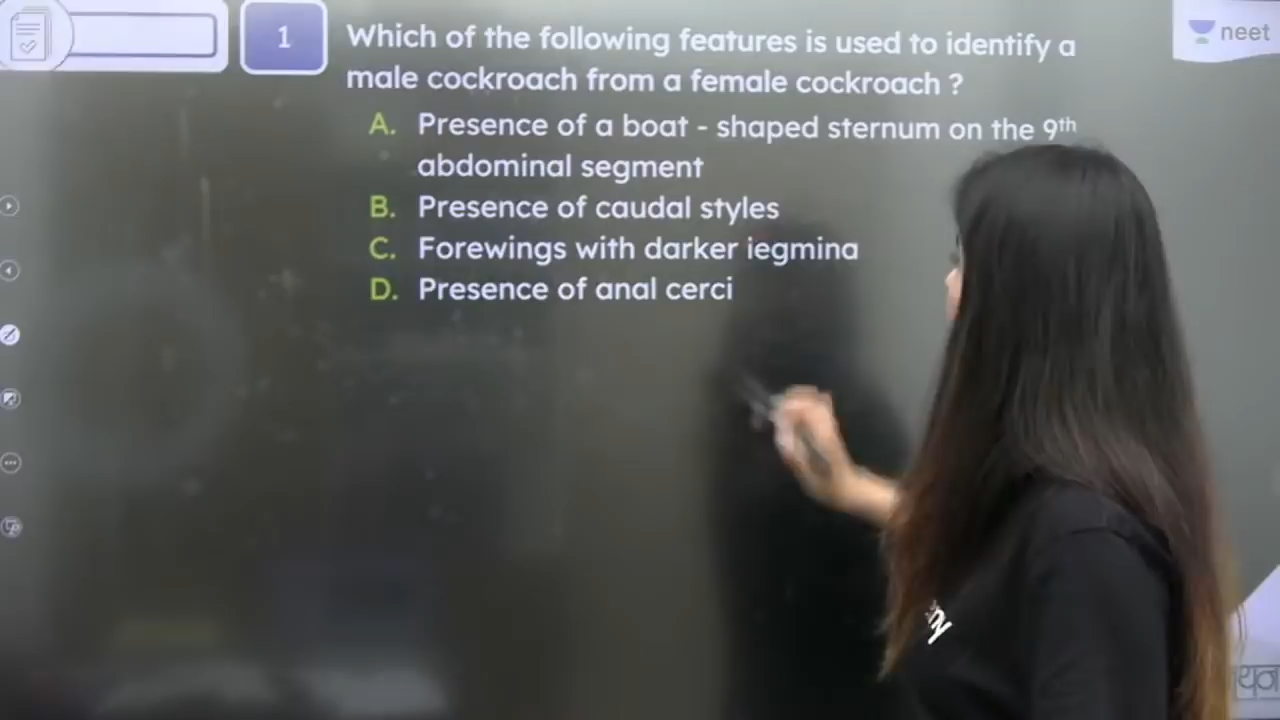 1
neet
Which of the following features is used to identify a
male cockroach from a female cockroach ?
A. Presence of a boat - shaped sternum on the 9th
abdominal segment
B. Presence of caudal styles
C. Forewings with darker iegmina
D. Presence of anal cerci